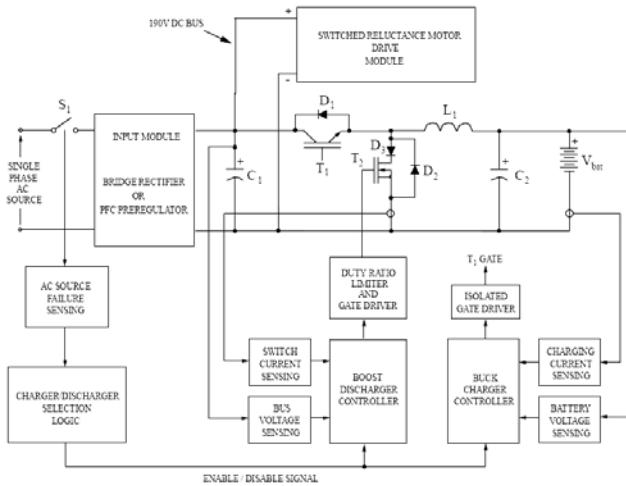 190V DC BUS
+
-
SWITCHED RELUCTANCE MOTOR
DRIVE
MODULE
S1
INPUT MODULE
BRIDGE RECTIFIER
OR
PFC PREREGULATOR
SINGLE
PHASE
AC
SOURCE
D1
T1
L1
D3
T2
D2
+
C1
+
C2
+
Vbat
AC SOURCE
FAILURE
SENSING
DUTY RATIO
LIMITER
AND
GATE DRIVER
T1 GATE
ISOLATED
GATE DRIVER
CHARGER/DISCHARGER
SELECTION
LOGIC
SWITCH
CURRENT
SENSING
BUS
VOLTAGE
SENSING
BOOST
DISCHARGER
CONTROLLER
BUCK
CHARGER
CONTROLLER
CHARGING
CURRENT
SENSING
BATTERY
VOLTAGE
SENSING
ENABLE / DISABLE SIGNAL